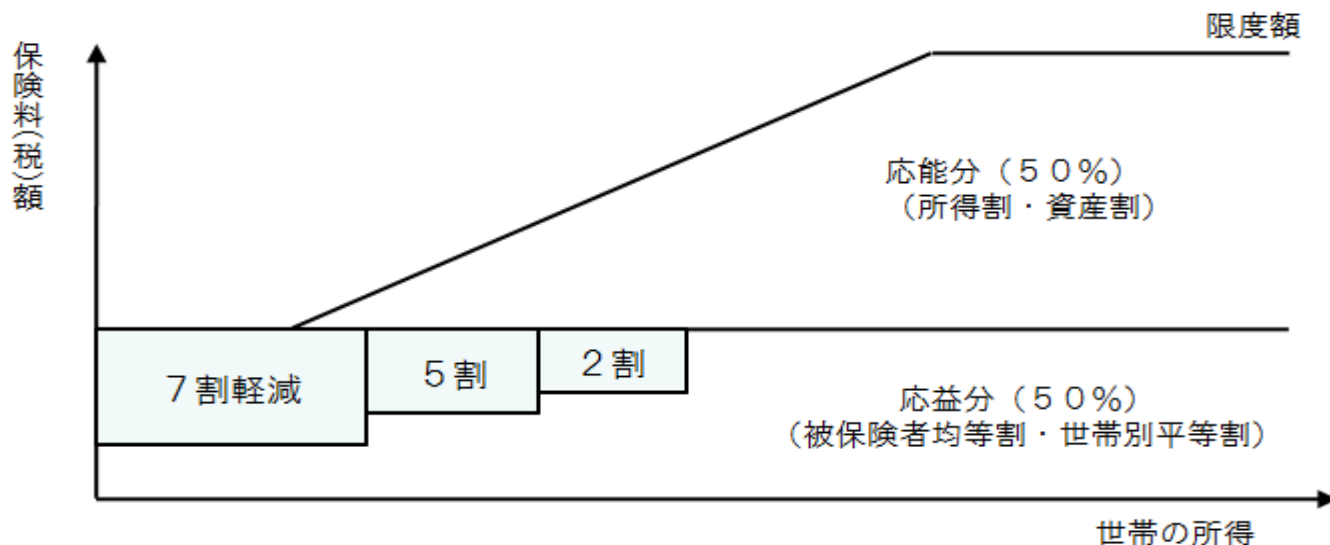 限度額
保険料(税)額
応能分（５０％）
（所得割・資産割）
７割軽減
５割
２割
応益分（５０％）
（被保険者均等割・世帯別平等割）
世帯の所得